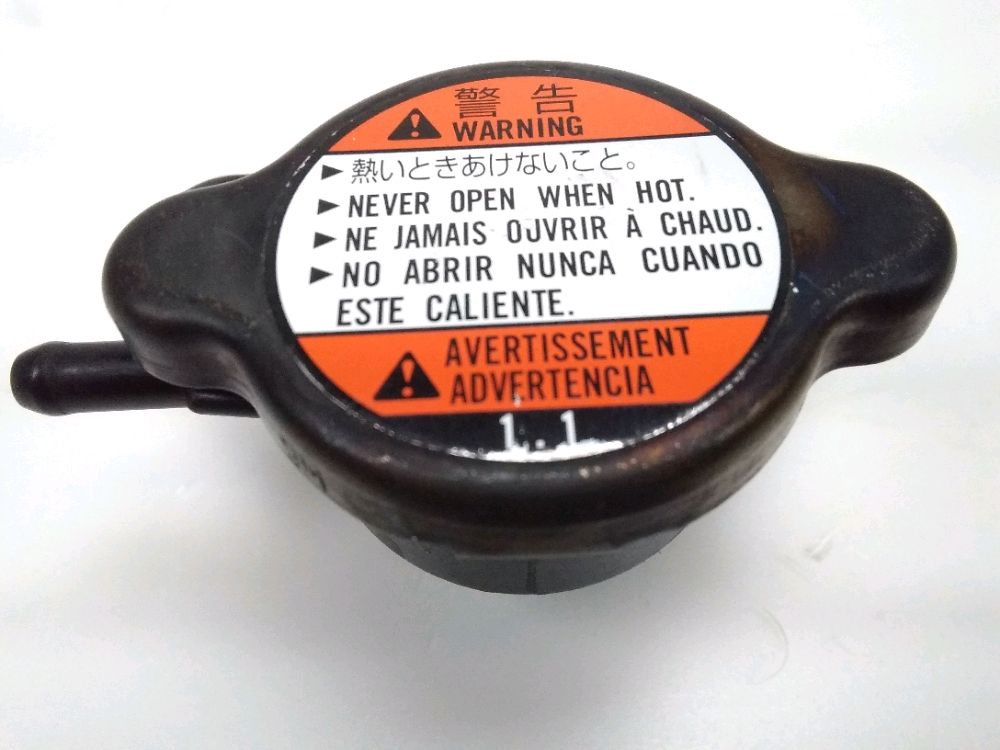 警告
WARNING
▶熱いときあけないこと。
▶NEVER OPEN WHEN HOT.
▶NE JAMAIS OUVRIR À CHAUD.
▶NO ABRIR NUNCA CUANDO
ESTE CALIENTE.
AVERTISSEMENT
ADVERTENCIA
1.1